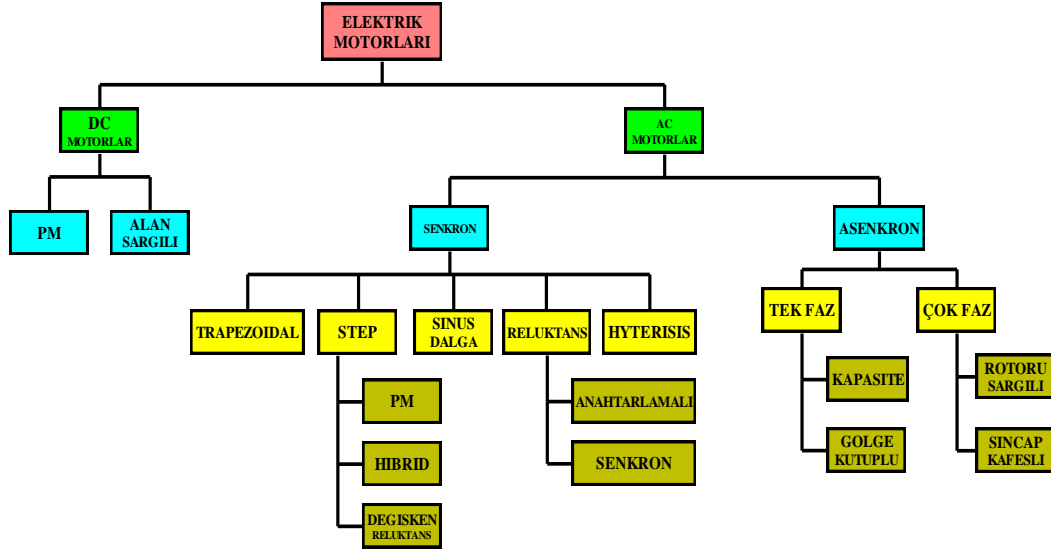 ELEKTRIK
MOTORLARI
DC
MOTORLAR
AC
MOTORLAR
PM
ALAN
SARGILI
SENKRON
ASENKRON
TRAPEZOIDAL
STEP
SINUS
DALGA
RELUKTANS
HYTERISIS
TEK FAZ
ÇOK FAZ
PM
HIBRID
DEGISKEN
RELUKTANS
ANAHTARLAMALI
SENKRON
KAPASITE
GOLGE
KUTUPLU
ROTORU
SARGILI
SINCAP
KAFESLI